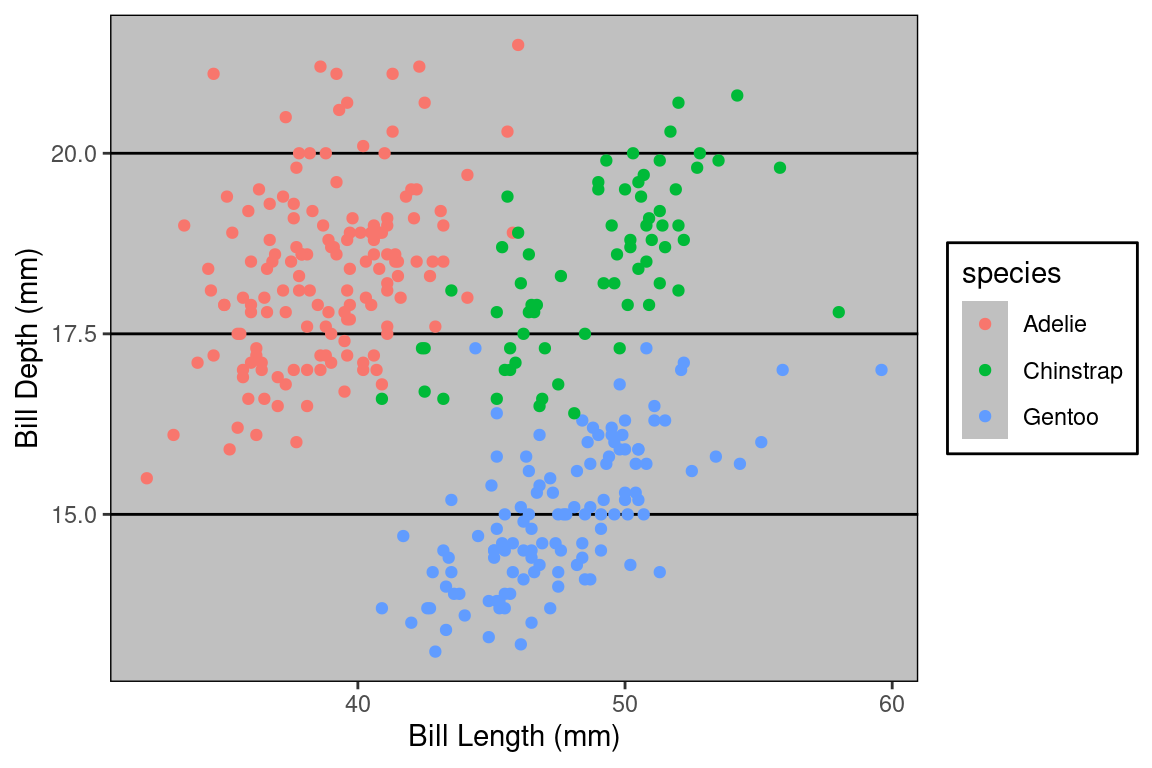 20.0
17.5
15.0
Bill Depth (mm)
40
50
60
Bill Length (mm)
species
Adelie
Chinstrap
Gentoo